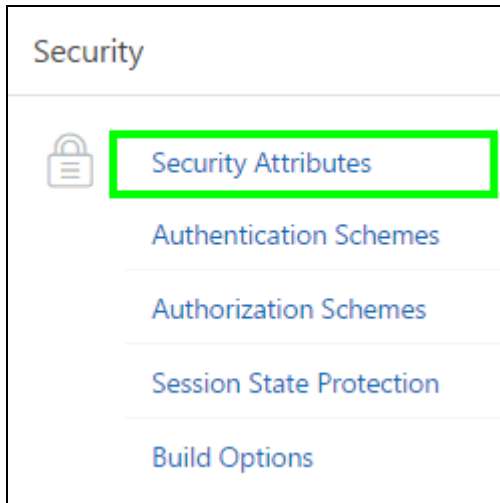 Security
Security Attributes
Authentication Schemes
Authorization Schemes
Session State Protection
Build Options